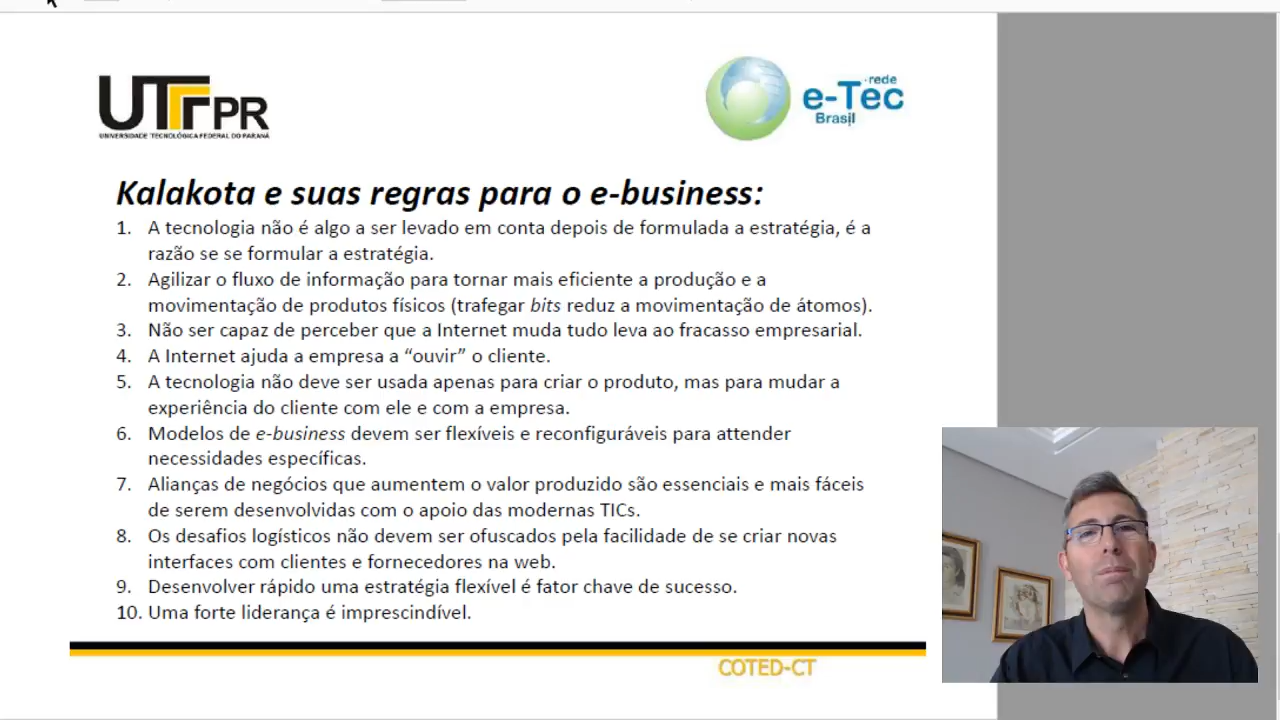 UTFPR
UNIVERSIDADE TECNOLÓGICA FEDERAL DO PARANÁ
rede
e-Tec
Brasil
Kalakota e suas regras para o e-business:
1. A tecnologia não é algo a ser levado em conta depois de formulada a estratégia, é a
razão se se formular a estratégia.
2. Agilizar o fluxo de informação para tornar mais eficiente a produção e a
movimentação de produtos físicos (trafegar bits reduz a movimentação de átomos).
3. Não ser capaz de perceber que a Internet muda tudo leva ao fracasso empresarial.
4. A Internet ajuda a empresa a “ouvir” o cliente.
5. A tecnologia não deve ser usada apenas para criar o produto, mas para mudar a
experiência do cliente com ele e com a empresa.
6. Modelos de e-business devem ser flexíveis e reconfiguráveis para attender
necessidades específicas.
7. Alianças de negócios que aumentem o valor produzido são essenciais e mais fáceis
de serem desenvolvidas com o apoio das modernas TICs.
8. Os desafios logísticos não devem ser ofuscados pela facilidade de se criar novas
interfaces com clientes e fornecedores na web.
9. Desenvolver rápido uma estratégia flexível é fator chave de sucesso.
10. Uma forte liderança é imprescindível.
COTED-CT